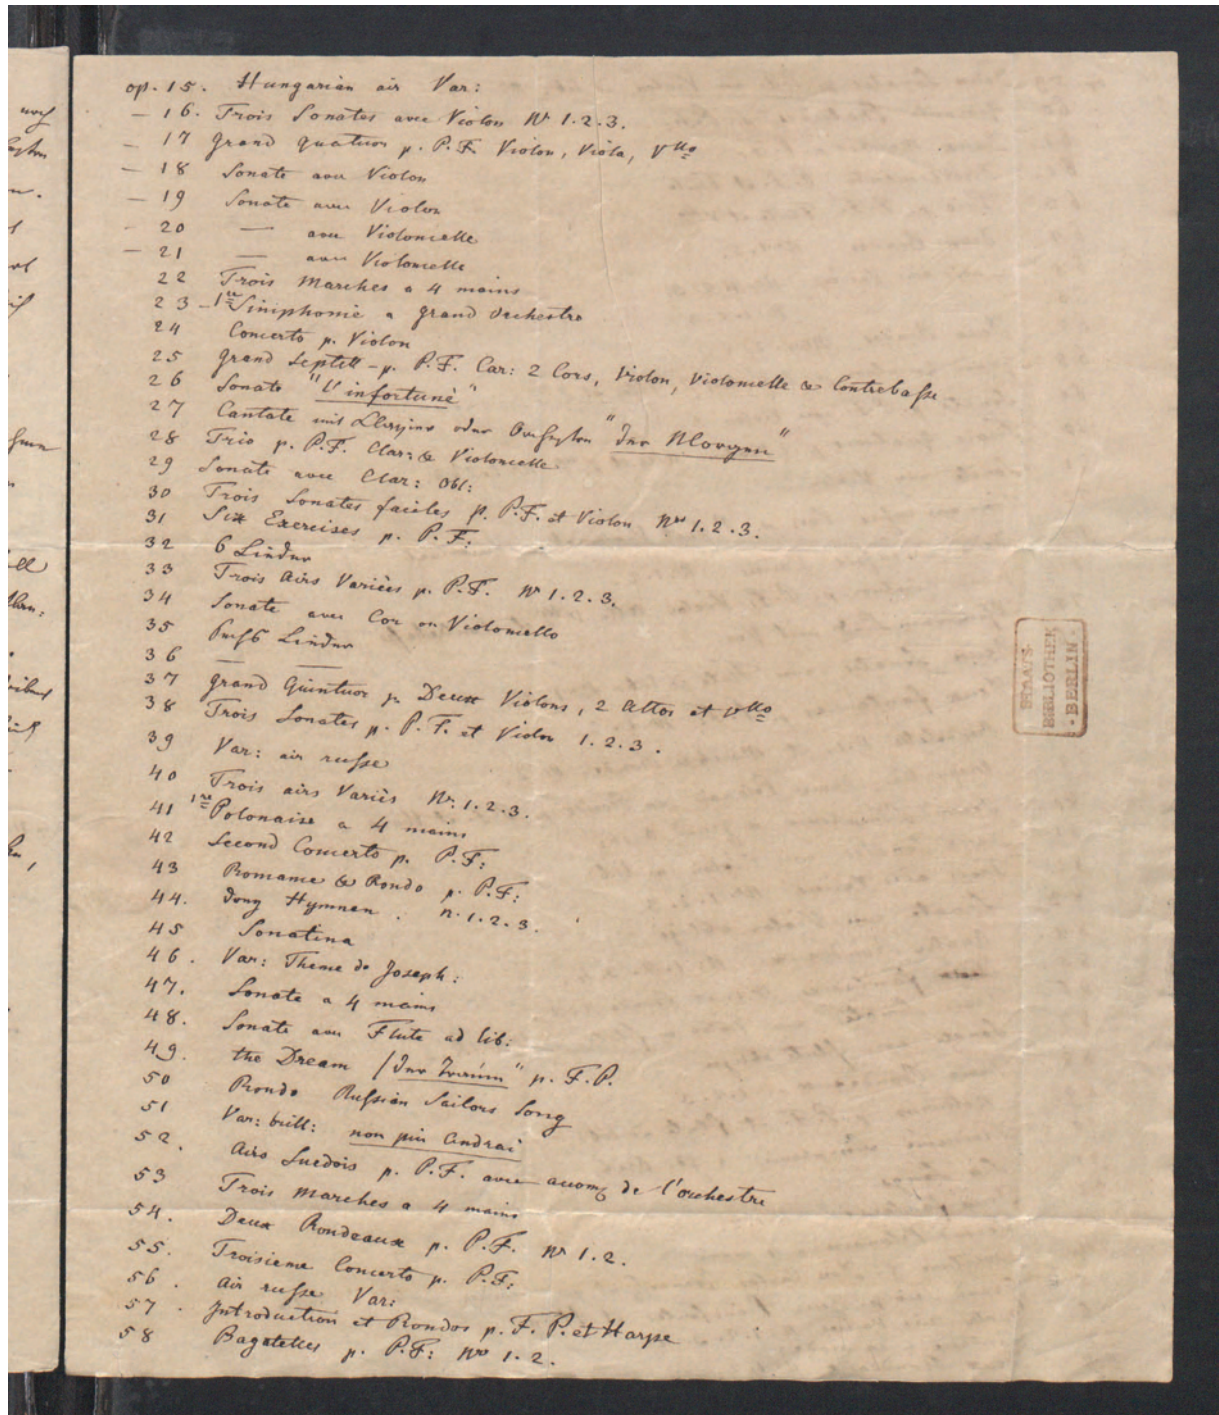 op. 15. Hungarian air Var:
— 16. Trois Sonates avec Violon Nr 1. 2. 3.
— 17 Grand Quatuor p. P. F. Violon, Viola, Vllo
— 18 Sonate avec Violon
— 19 Sonate avec Violon
- 20 — avec Violoncelle
— 21 — avec Violoncelle
22 Trois Marches a 4 mains
23 – 1re Siniphonie a grand Orchestre
24 Concerto p. Violon
25 Grand Septett – p. P. F. Clar: 2 Cors, Violon, Violoncelle & Contrebasse
26 Sonate "L'infortunè"
27 Cantate mit Clavier oder Orchester "Der Morgen"
28 Trio p. P. F. Clar: & Violoncelle
29 Sonate avec Clar: obl:
30 Trois Sonates faciles p. P. F. et Violon Nro 1. 2. 3.
31 Six Exercises p. P. F:
32 6 Lieder
33 Trois Airs Varièes p. P. F. Nr 1. 2. 3.
34 Sonate avec Cor ou Violoncello
35 Sechs Lieder
36 — —
37 Grand Quintuor p Deux Violons, 2 Altos et Vllo
38 Trois Sonates p. P. F. et Violon 1. 2. 3.
39 Var: air russe
40 Trois airs Variès Nr. 1. 2. 3.
41 1re Polonaise a 4 mains
42 Second Concerto p. P. F:
43 Romance & Rondo p. P. F:
44. Drey Hymnen. N. 1. 2. 3.
45 Sonatina
46. Var: Theme de Joseph:
47. Sonate a 4 mains
48. Sonate avec Flute ad lib:
49. the Dream / Der Traum" p. F. P.
50 Rondo Russian Sailors Song
51 Var: brill: non piu andrai
52. Airs Suedois p. P. F. avec accomp de l'orchestre
53 Trois Marches a 4 mains
54. Deux Rondeaux p. P. F. Nr 1. 2.
55. Troisieme Concerto p. P. F:
56. Air russe Var:
57. Introduction et Rondos p. F. P. et Harpe
58 Bagatelles p. P. F: Nro 1. 2.
STAATS-
BIBLIOTHEK
· BERLIN ·